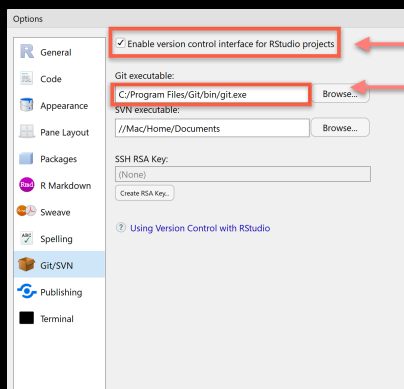 Options
General
Code
Appearance
Pane Layout
Packages
Rmd R Markdown
Sweave
ABC Spelling
Git/SVN
Publishing
Terminal
Enable version control interface for RStudio projects
Git executable:
C:/Program Files/Git/bin/git.exe Browse...
SVN executable:
//Mac/Home/Documents Browse...
SSH RSA Key:
(None)
Create RSA Key...
? Using Version Control with RStudio